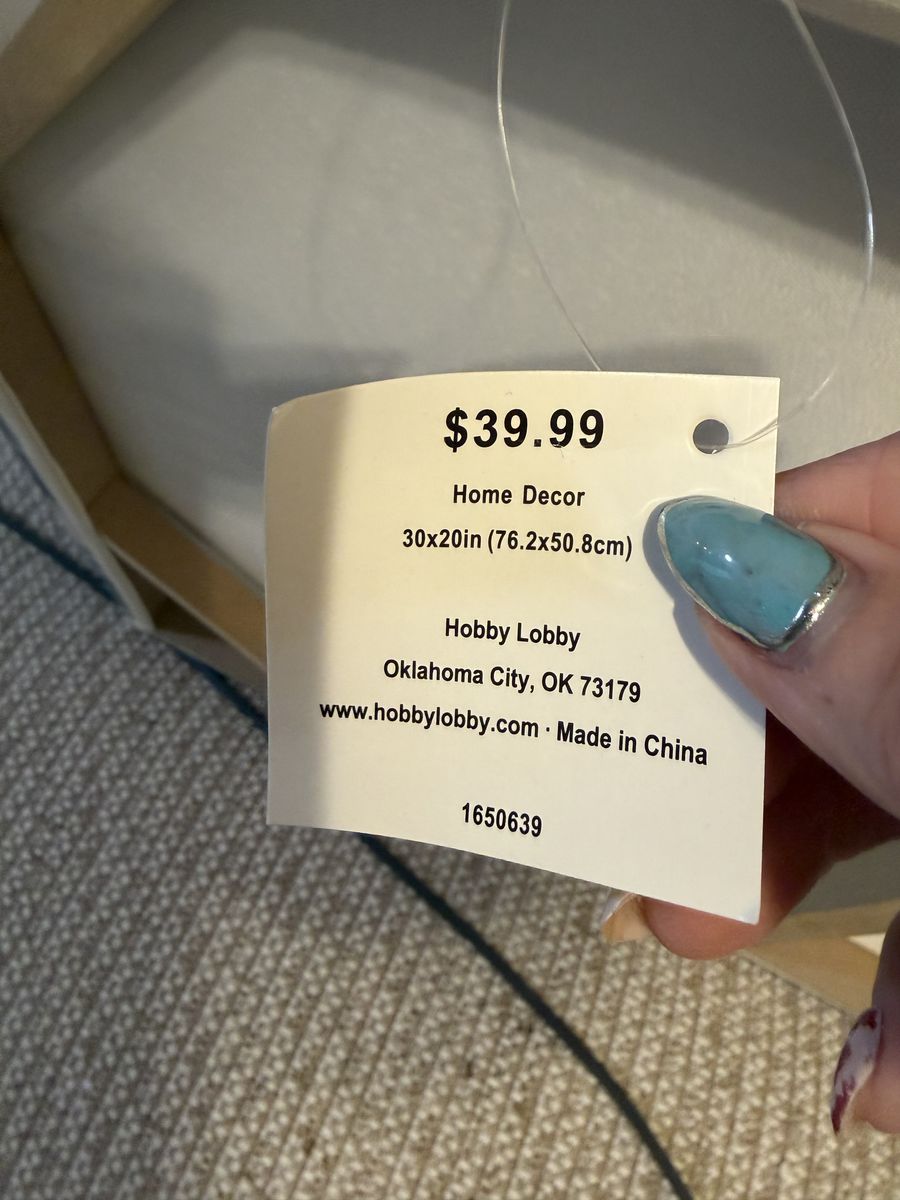 $39.99
Home Decor
30x20in (76.2x50.8cm)
Hobby Lobby
Oklahoma City, OK 73179
www.hobbylobby.com · Made in China
1650639